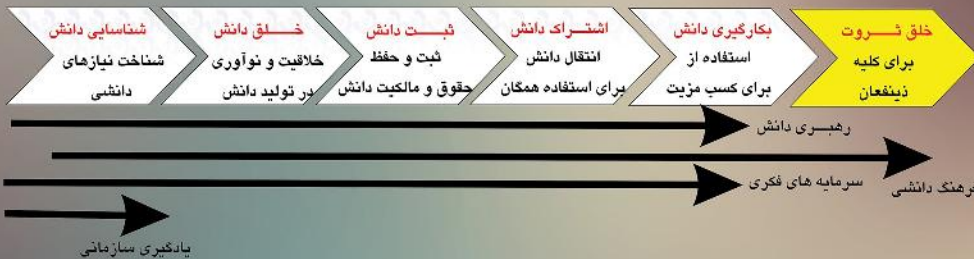 شناسایی دانش
شناخت نیازهای
دانشی
خلق دانش
خلاقیت و نوآوری
در تولید دانش
ثبت دانش
ثبت و حفظ
حقوق و مالکیت دانش
اشتراک دانش
انتقال دانش
برای استفاده همگان
بکارگیری دانش
استفاده از
برای کسب مزیت
خلق ثروت
برای کلیه
ذینفعان
رهبری دانش
فرهنگ دانشی
سرمایه های فکری
یادگیری سازمانی